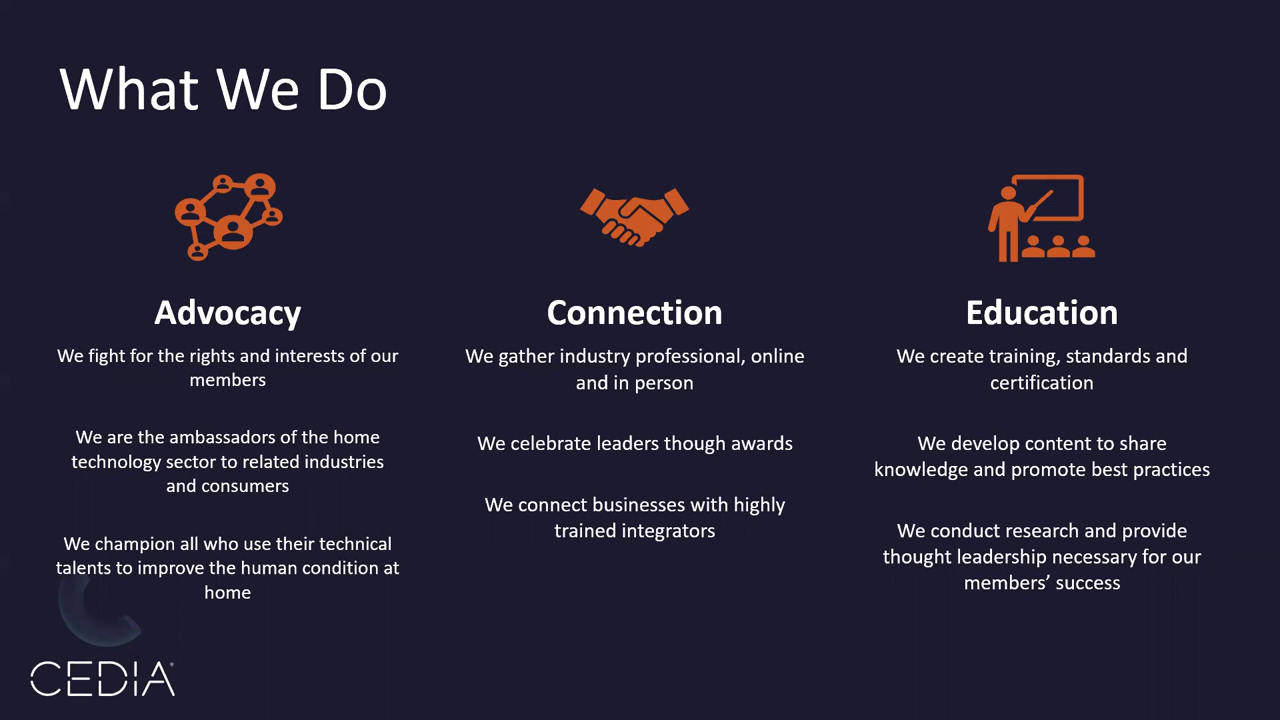 What We Do
Advocacy
We fight for the rights and interests of our
members
We are the ambassadors of the home
technology sector to related industries
and consumers
We champion all who use their technical
talents to improve the human condition at
home
Connection
We gather industry professional, online
and in person
We celebrate leaders though awards
We connect businesses with highly
trained integrators
Education
We create training, standards and
certification
We develop content to share
knowledge and promote best practices
We conduct research and provide
thought leadership necessary for our
members’ success
CEDIA